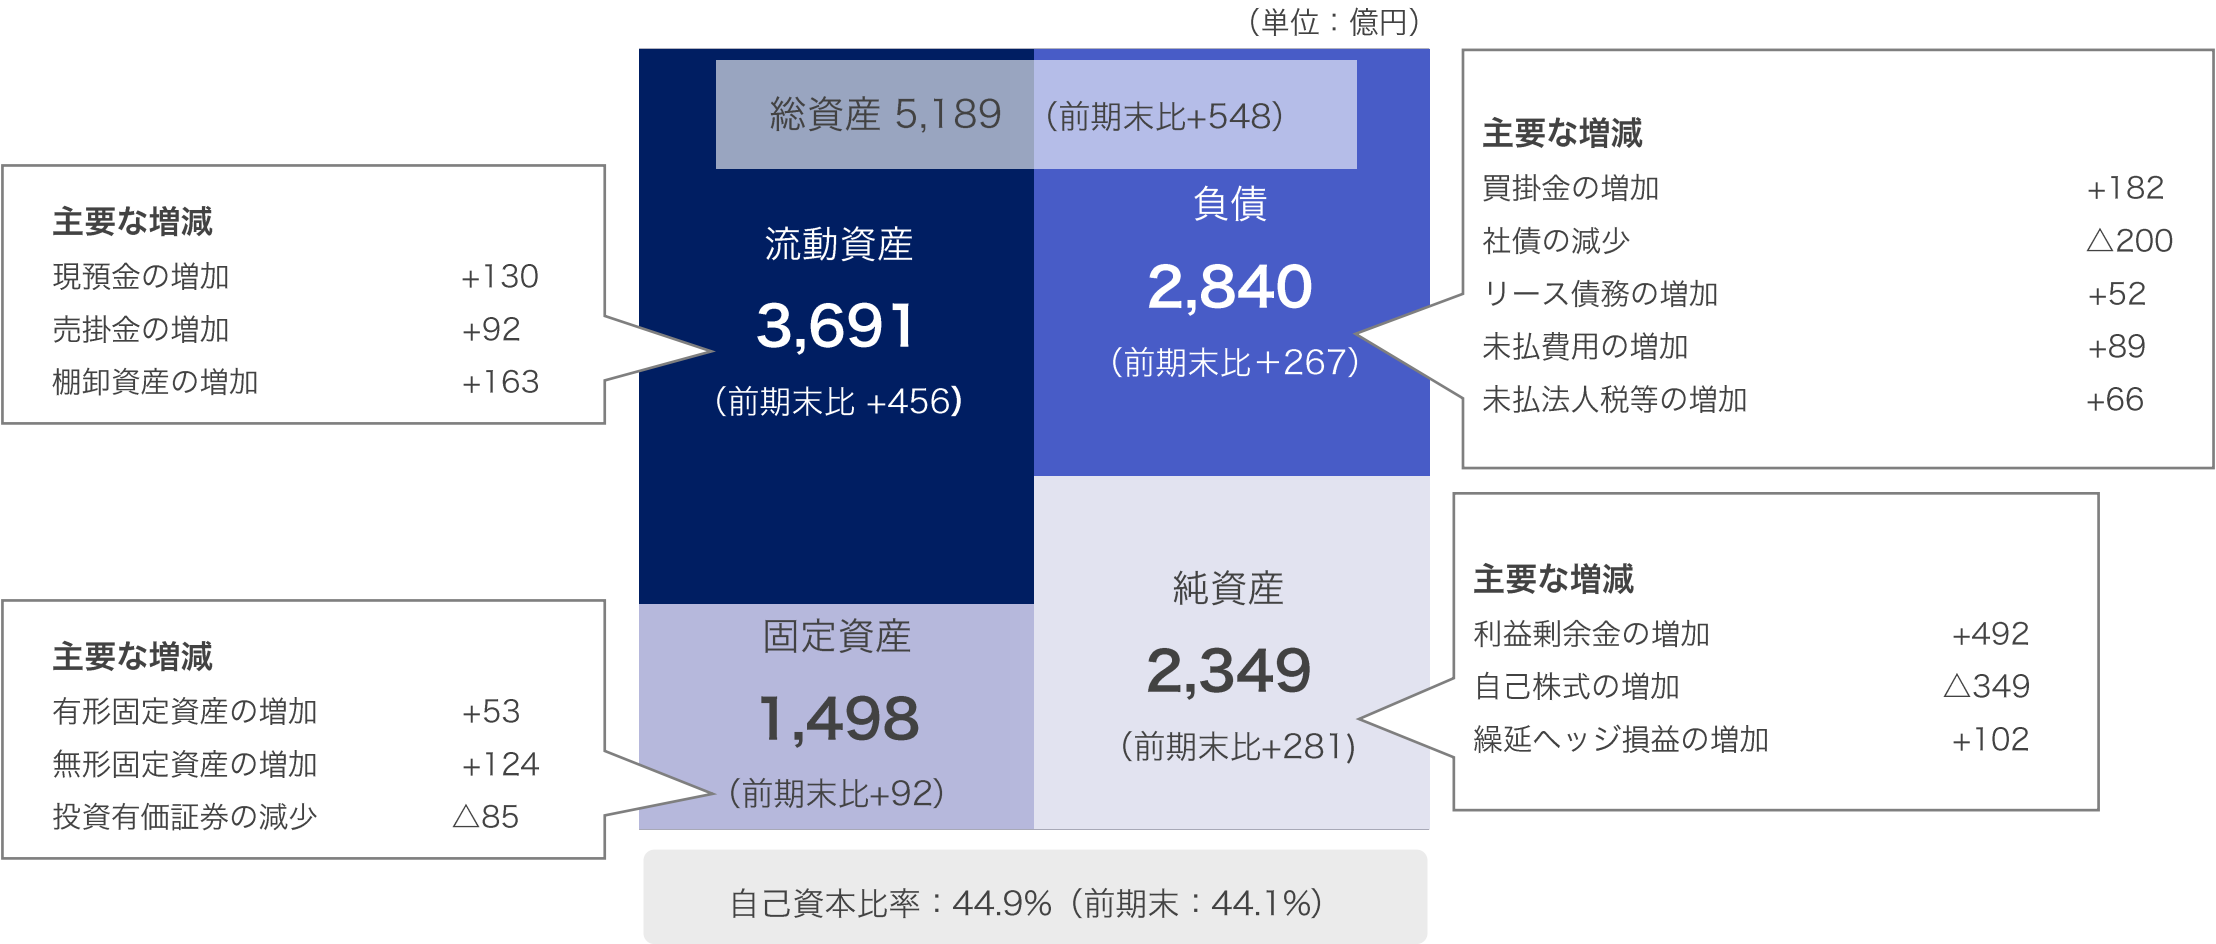 （単位：億円）
総資産 5,189 （前期末比+548）
流動資産
3,691
（前期末比 +456)
負債
2,840
（前期末比＋267）
固定資産
1,498
（前期末比+92）
純資産
2,349
（前期末比+281)
主要な増減
現預金の増加 +130
売掛金の増加 +92
棚卸資産の増加 +163
主要な増減
有形固定資産の増加 +53
無形固定資産の増加 +124
投資有価証券の減少 △85
主要な増減
買掛金の増加 +182
社債の減少 △200
リース債務の増加 +52
未払費用の増加 +89
未払法人税等の増加 +66
主要な増減
利益剰余金の増加 +492
自己株式の増加 △349
繰延ヘッジ損益の増加 +102
自己資本比率：44.9%（前期末：44.1%）